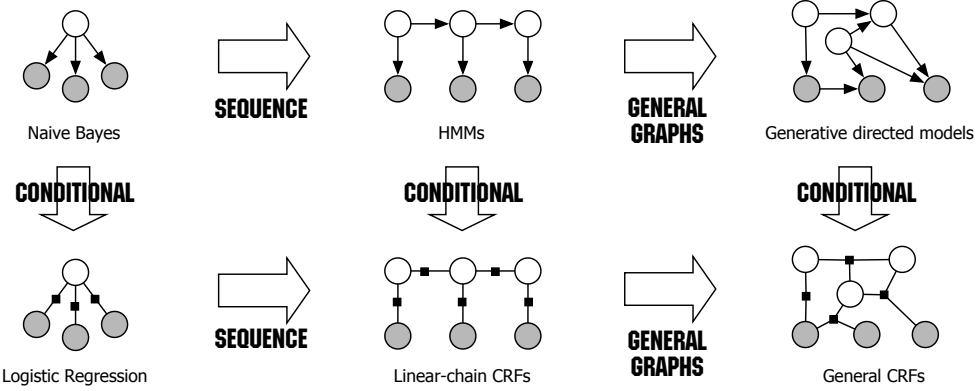 SEQUENCE
GENERAL
GRAPHS
Naive Bayes
HMMs
Generative directed models
CONDITIONAL
CONDITIONAL
CONDITIONAL
SEQUENCE
GENERAL
GRAPHS
Logistic Regression
Linear-chain CRFs
General CRFs